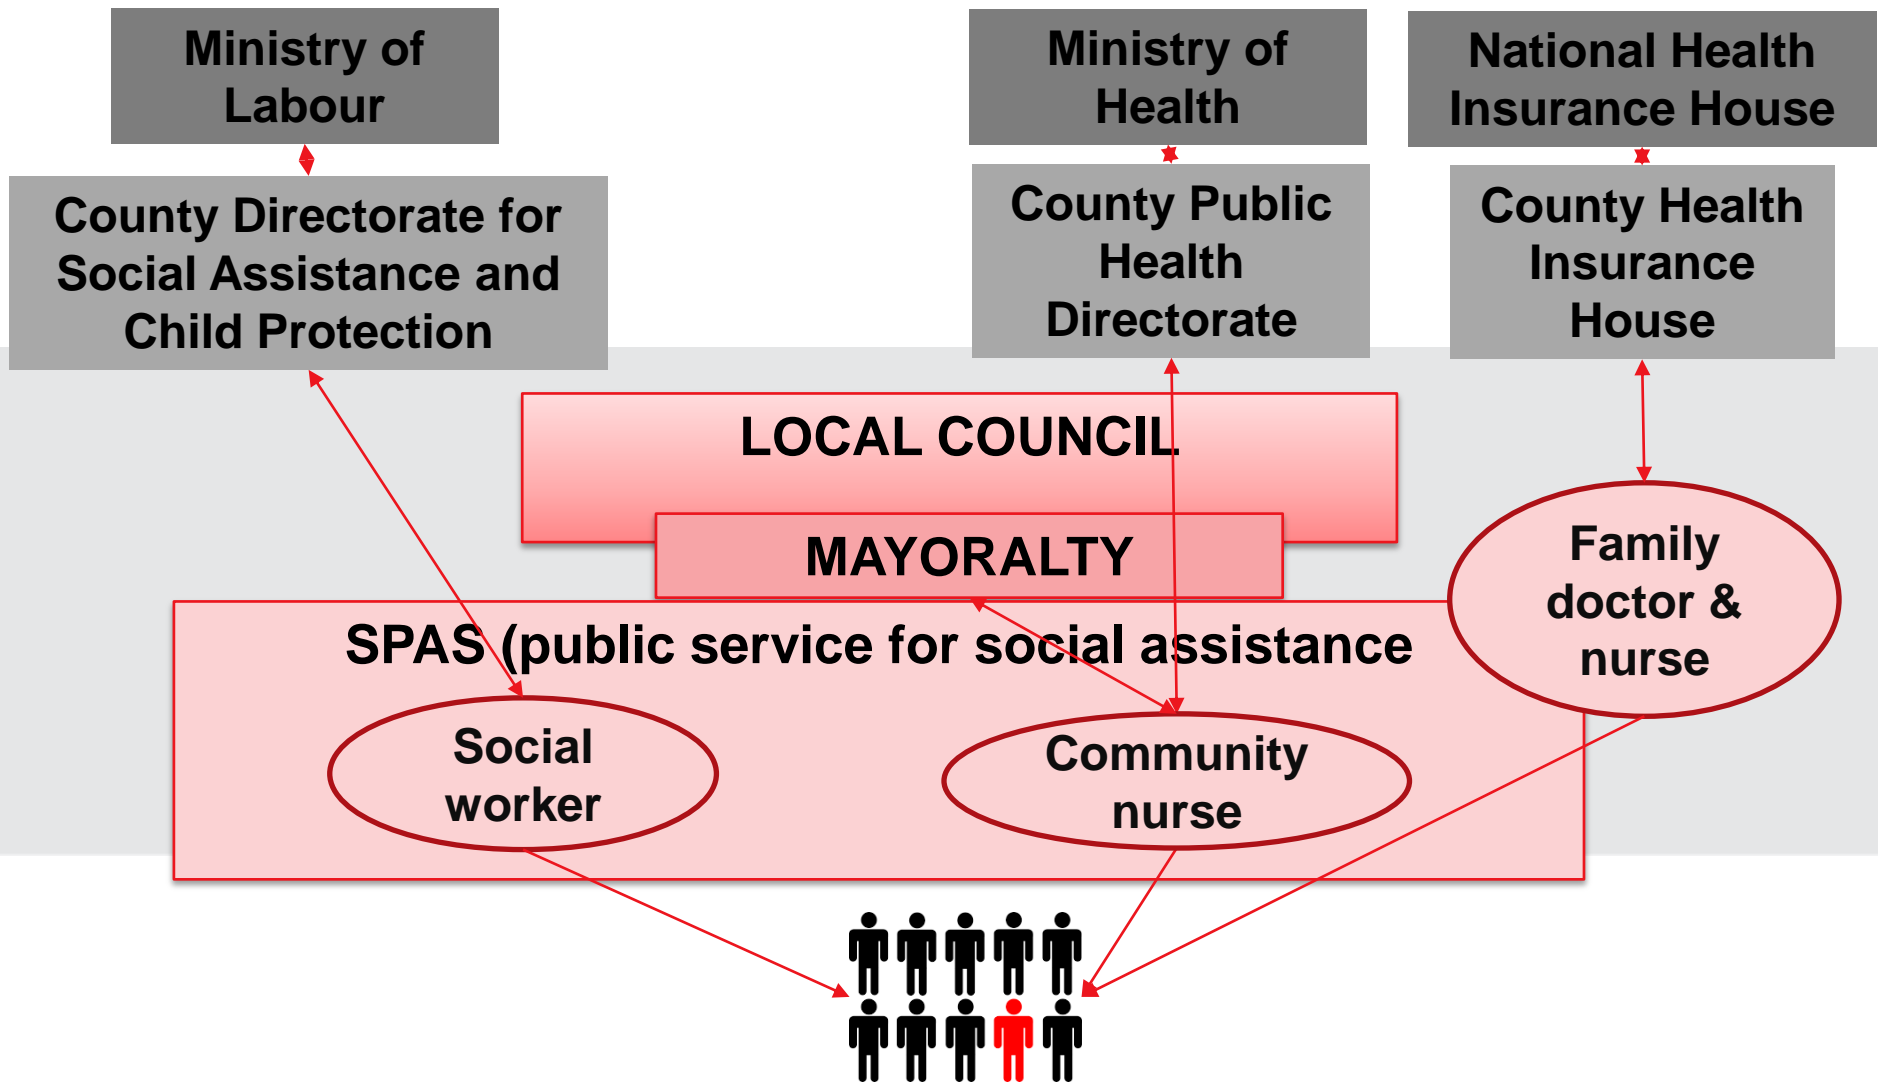 Ministry of
Labour
Ministry of
Health
National Health
Insurance House
County Directorate for
Social Assistance and
Child Protection
County Public
Health
Directorate
County Health
Insurance
House
LOCAL COUNCIL
MAYORALTY
SPAS (public service for social assistance
Family
doctor &
nurse
Social
worker
Community
nurse